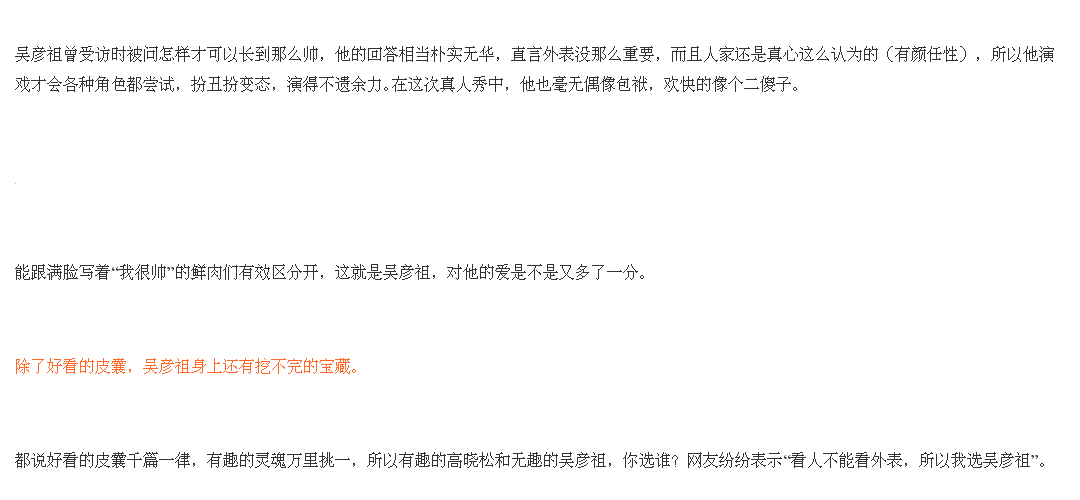 吴彦祖曾受访时被问怎样才可以长到那么帅，他的回答相当朴实无华，直言外表没那么重要，而且人家还是真心这么认为的（有颜任性），所以他演
戏才会各种角色都尝试，扮丑扮变态，演得不遗余力。在这次真人秀中，他也毫无偶像包袱，欢快的像个二傻子。
能跟满脸写着“我很帅”的鲜肉们有效区分开，这就是吴彦祖，对他的爱是不是又多了一分。
除了好看的皮囊，吴彦祖身上还有挖不完的宝藏。
都说好看的皮囊千篇一律，有趣的灵魂万里挑一，所以有趣的高晓松和无趣的吴彦祖，你选谁？网友纷纷表示“看人不能看外表，所以我选吴彦祖”。